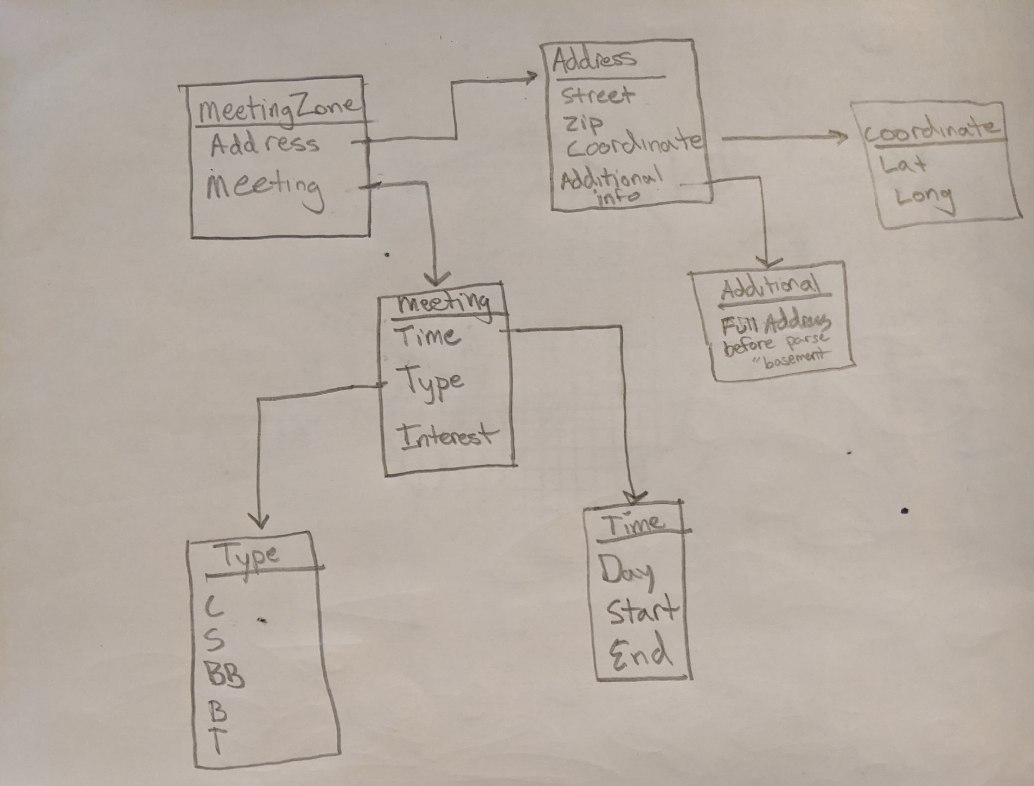 MeetingZone
Address
Meeting
Address
Street
Zip
Coordinate
Additional
info
Coordinate
Lat
Long
Additional
Full Address
before parse
"basement
Meeting
Time
Type
Interest
Type
C
S
BB
B
T
Time
Day
Start
End